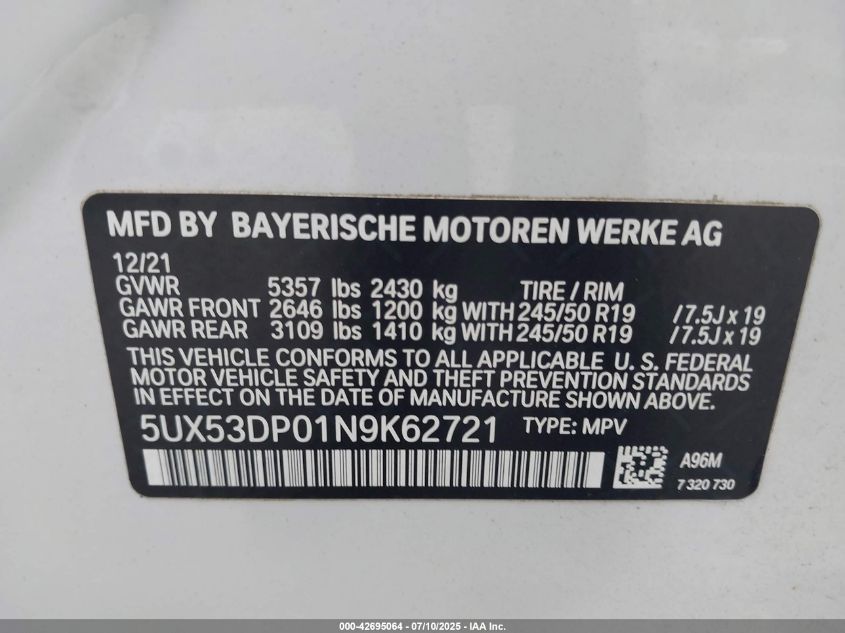 MFD BY BAYERISCHE MOTOREN WERKE AG
12/21
GVWR 5357 lbs 2430 kg TIRE / RIM
GAWR FRONT 2646 lbs 1200 kg WITH 245/50 R19 /7.5J x 19
GAWR REAR 3109 lbs 1410 kg WITH 245/50 R19 /7.5J x 19
THIS VEHICLE CONFORMS TO ALL APPLICABLE U. S. FEDERAL
MOTOR VEHICLE SAFETY AND THEFT PREVENTION STANDARDS
IN EFFECT ON THE DATE OF MANUFACTURE SHOWN ABOVE.
5UX53DP01N9K62721 TYPE: MPV
A96M
7 320 730
000-42695064 - 07/10/2025 - IAA Inc.